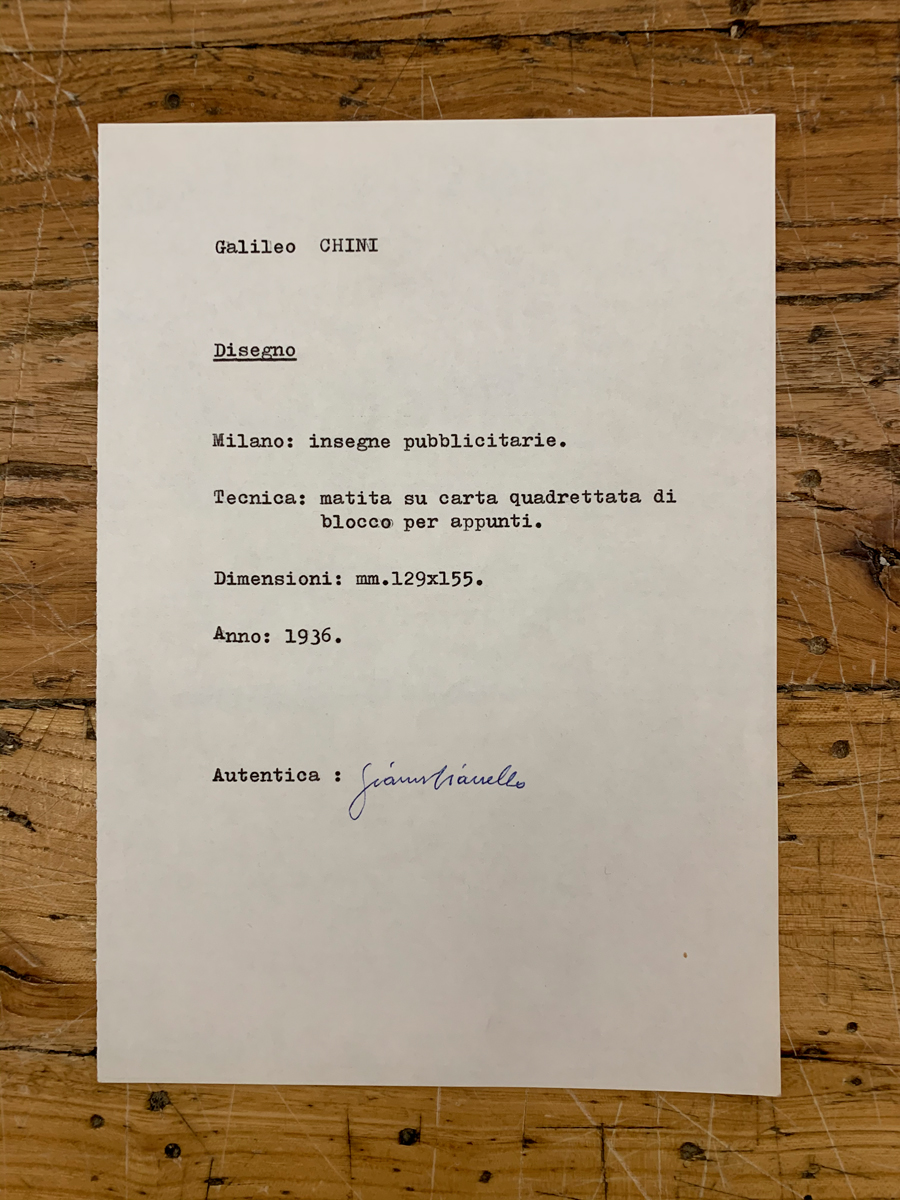 Galileo CHINI
Disegno
Milano: insegne pubblicitarie.
Tecnica: matita su carta quadrettata di
blocco per appunti.
Dimensioni: mm.129x155.
Anno: 1936.
Autentica :